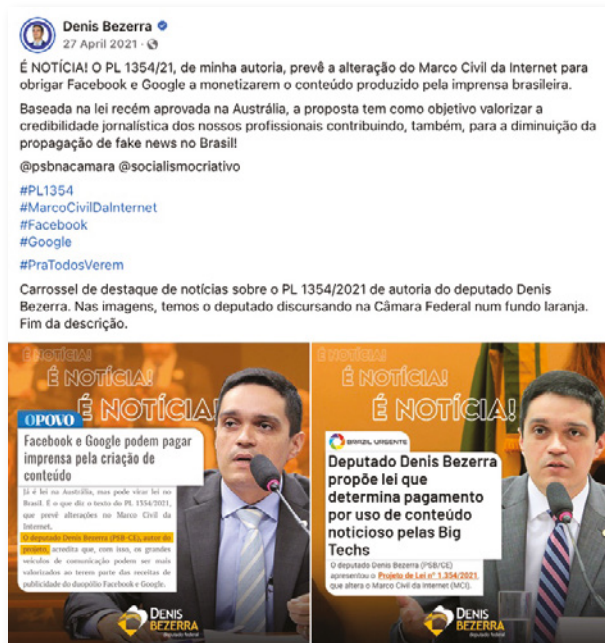 Denis Bezerra
27 April 2021 ·
É NOTÍCIA! O PL 1354/21, de minha autoria, prevê a alteração do Marco Civil da Internet para
obrigar Facebook e Google a monetizarem o conteúdo produzido pela imprensa brasileira.
Baseada na lei recém aprovada na Austrália, a proposta tem como objetivo valorizar a
credibilidade jornalística dos nossos profissionais contribuindo, também, para a diminuição da
propagação de fake news no Brasil!
@psbnacamara @socialismocriativo
#PL1354
#MarcoCivilDaInternet
#Facebook
#Google
#PraTodosVerem
Carrossel de destaque de notícias sobre o PL 1354/2021 de autoria do deputado Denis
Bezerra. Nas imagens, temos o deputado discursando na Câmara Federal num fundo laranja.
Fim da descrição.
É NOTÍCIA!
É NOTÍCIA!
É NOTÍCIA!
OPOVO
Facebook e Google podem pagar
imprensa pela criação de
conteúdo
Já é lei na Austrália, mas pode virar lei no
Brasil. É o que diz o texto do PL 1354/2021,
que prevê alterações no Marco Civil da
Internet.
O deputado Denis Bezerra (PSB-CE), autor do
projeto, acredita que, com isso, os grandes
veículos de comunicação podem ser mais
valorizados ao terem parte das receitas de
publicidade do duopólio Facebook e Google.
DENIS
BEZERRA
deputado federal
É NOTÍCIA!
É NOTÍCIA!
É NOTÍCIA!
BRAZIL URGENTE
Deputado Denis Bezerra
propõe lei que
determina pagamento
por uso de conteúdo
noticioso pelas Big
Techs
O deputado Denis Bezerra (PSB/CE)
apresentou o Projeto de Lei nº 1.354/2021,
que altera o Marco Civil da Internet (MCI).
DENIS
BEZERRA
deputado federal